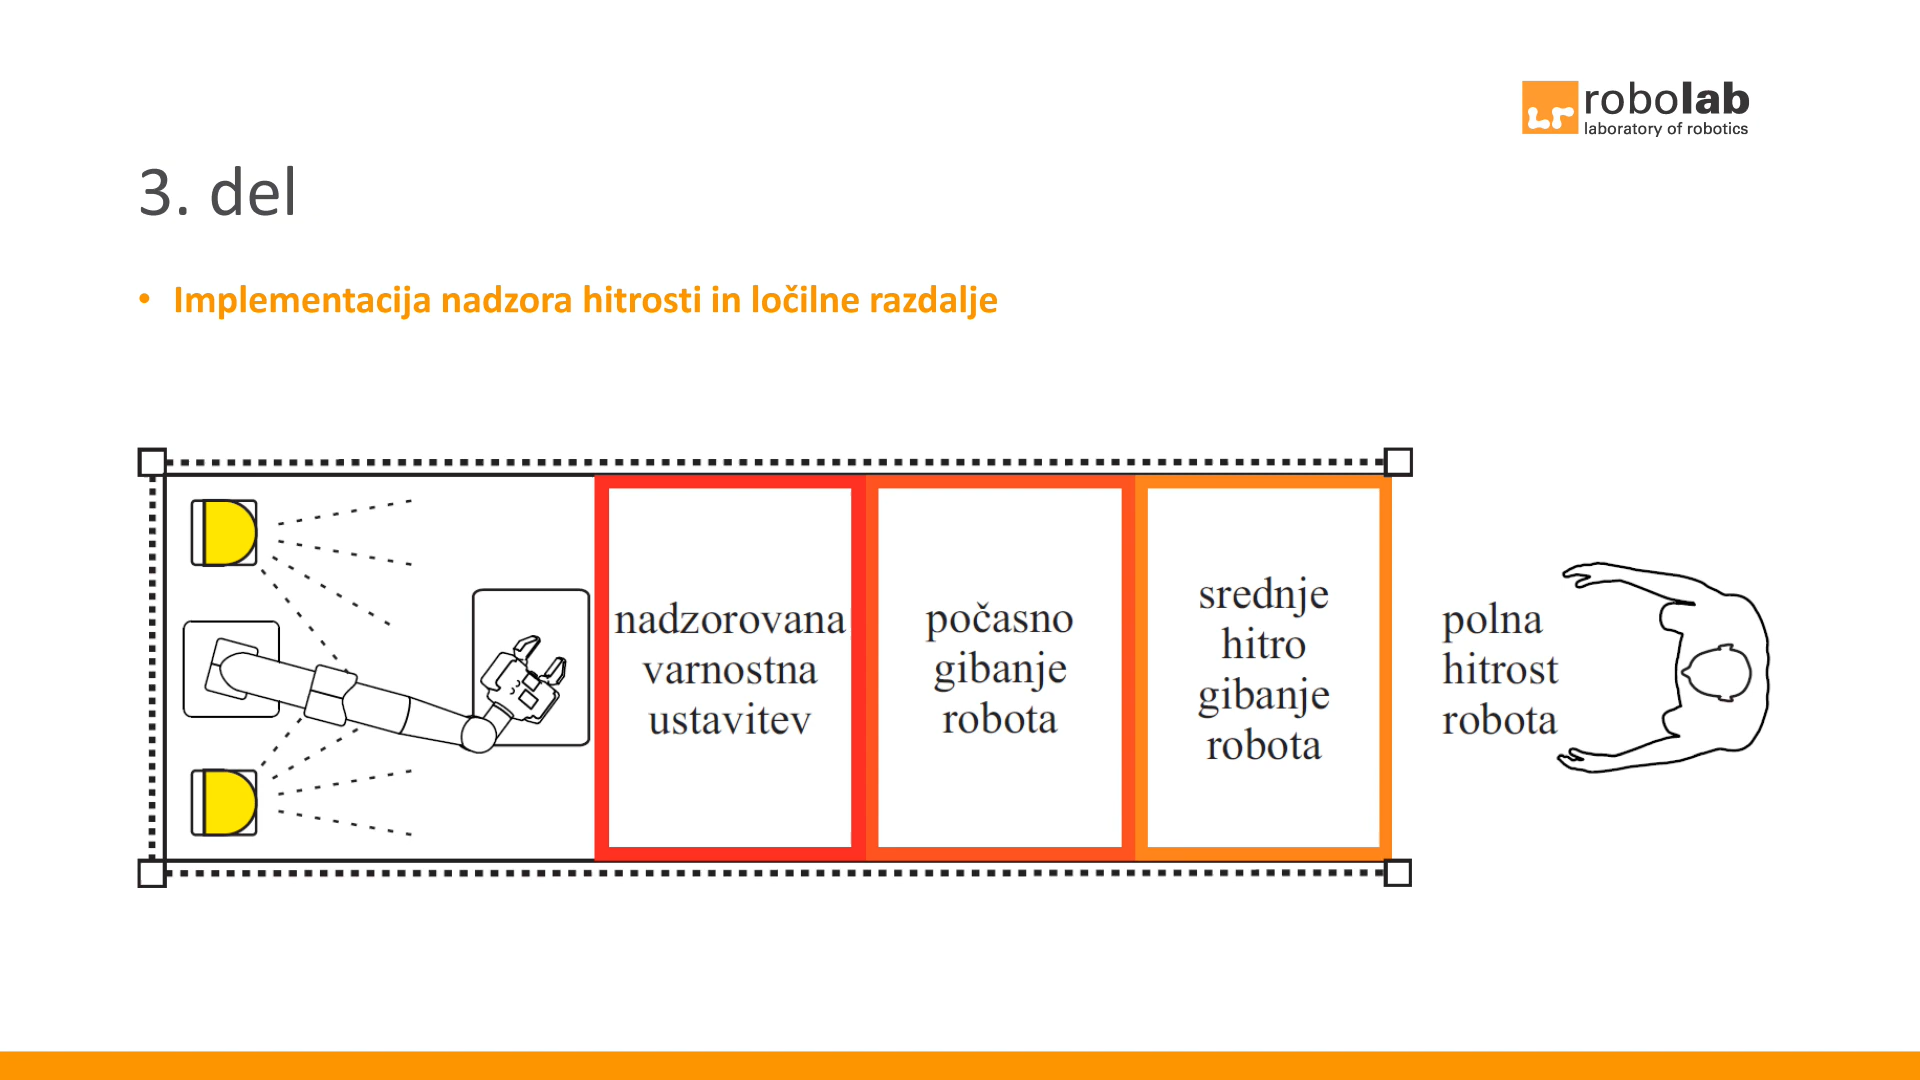 robolab
laboratory of robotics
3. del
• Implementacija nadzora hitrosti in ločilne razdalje
nadzorovana
varnostna
ustavitev
počasno
gibanje
robota
srednje
hitro
gibanje
robota
polna
hitrost
robota